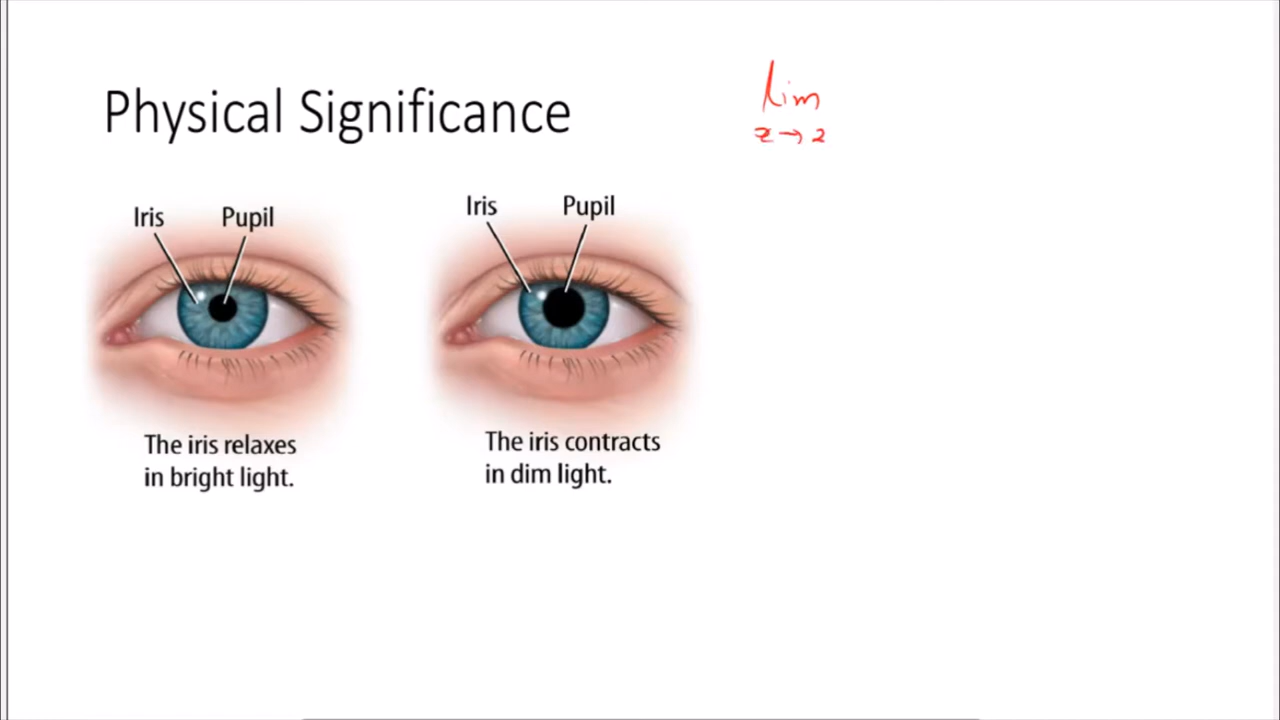 Physical Significance
lim
x → 2
Iris Pupil
Iris Pupil
The iris relaxes
in bright light.
The iris contracts
in dim light.